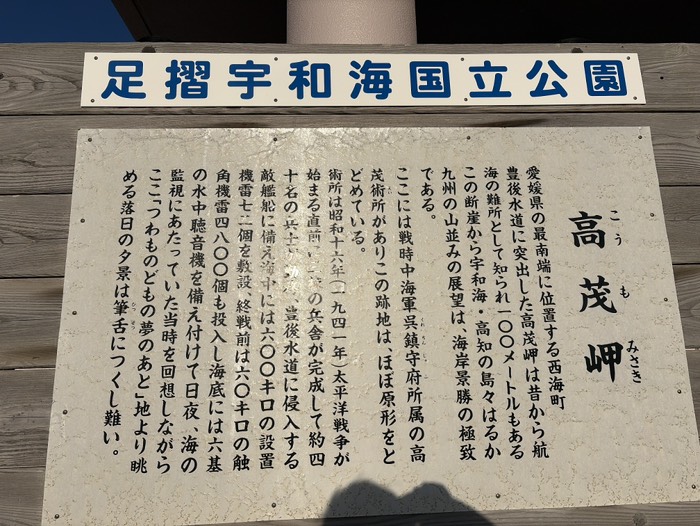 足摺宇和海国立公園
高茂岬
こうもみさき
愛媛県の最南端に位置する西海町
豊後水道に突出した高茂岬は昔から航
海の難所として知られ一〇〇メートルもある
この断崖から宇和海・高知の島々はるか
九州の山並みの展望は、海岸景勝の極致
である。
ここには戦時中海軍呉鎮守府所属の高
茂術所がありこの跡地は、ほぼ原形をと
どめている。
術所は昭和十六年(一九四一年)太平洋戦争が
始まる直前の兵舎が完成して約四
十名の兵士、豊後水道に侵入する
敵艦船に備え海中には六〇〇キロの設置
機雷七二個を敷設、終戦前は六〇キロの触
角機雷四八〇〇個も投入し海底には六基
の水中聴音機を備え付けて日夜、海の
監視にあたっていた当時を回想しながら
ここ「つわものどもの夢のあと」地より眺
める落日の夕景は筆舌につくし難い。